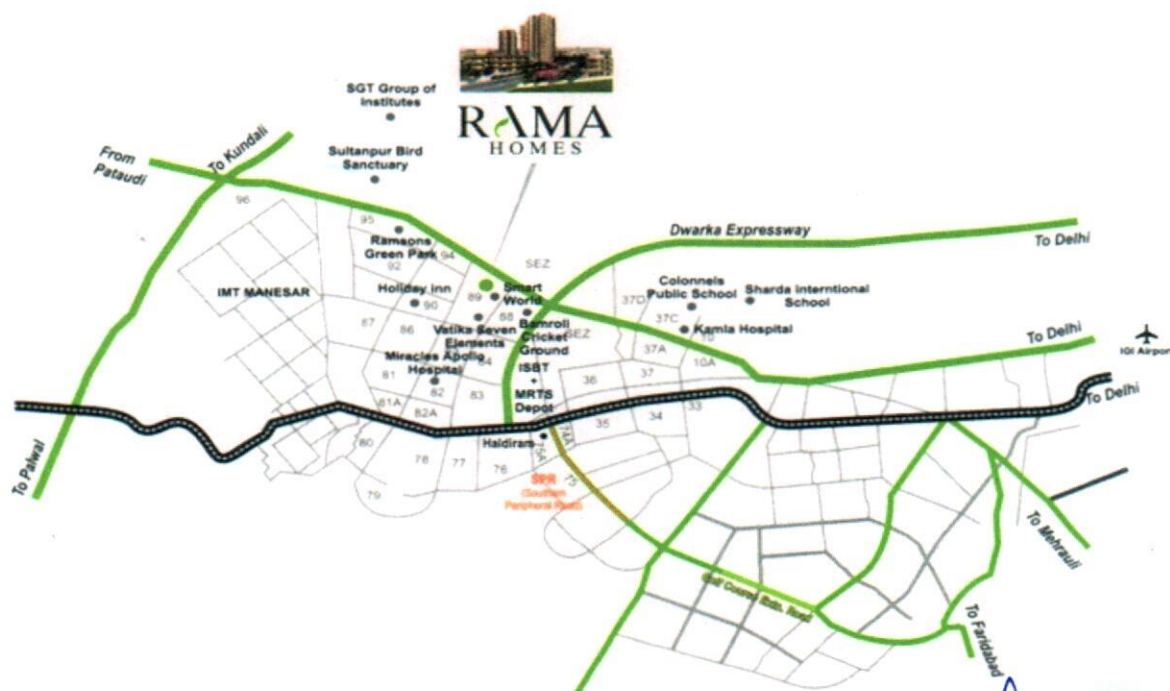 SGT Group of
Institutes
RAMA
HOMES
Sultanpur Bird
Sanctuary
To Kundali
From
Pataudi
96
95
Ramsons
Green Park
92
94
Dwarka Expressway
To Delhi
SEZ
IMT MANESAR
Holiday Inn
90
89
Smart
World
88
37D
Colonnels
Public School
Sharda Interntional
School
37C
Kamla Hospital
87
86
Vatika Seven
Elements
Bamroli
Cricket
Ground
SEZ
84
37A
10A
To Delhi
IGI Airport
Miracles Apollo
Hospital
ISBT
36
37
81
82
83
MRTS
Depot
To Delhi
81A
82A
35
34
33
80
Haldiram
74A
75A
78
77
76
75
79
SPR
(Southern
Peripheral Road)
To Palwal
To Mehrauli
Golf Course Extn. Road
To Faridabad